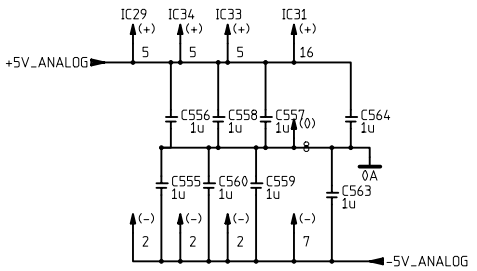 IC29 IC34 IC33 IC31
(+) (+) (+) (+)
5 5 5 16
+5V_ANALOG
C556 C558 C557 C564
1u 1u 1u 1u
(0)
8
0A
C555 C560 C559 C563
1u 1u 1u 1u
(-) (-) (-) (-)
2 2 2 7
-5V_ANALOG